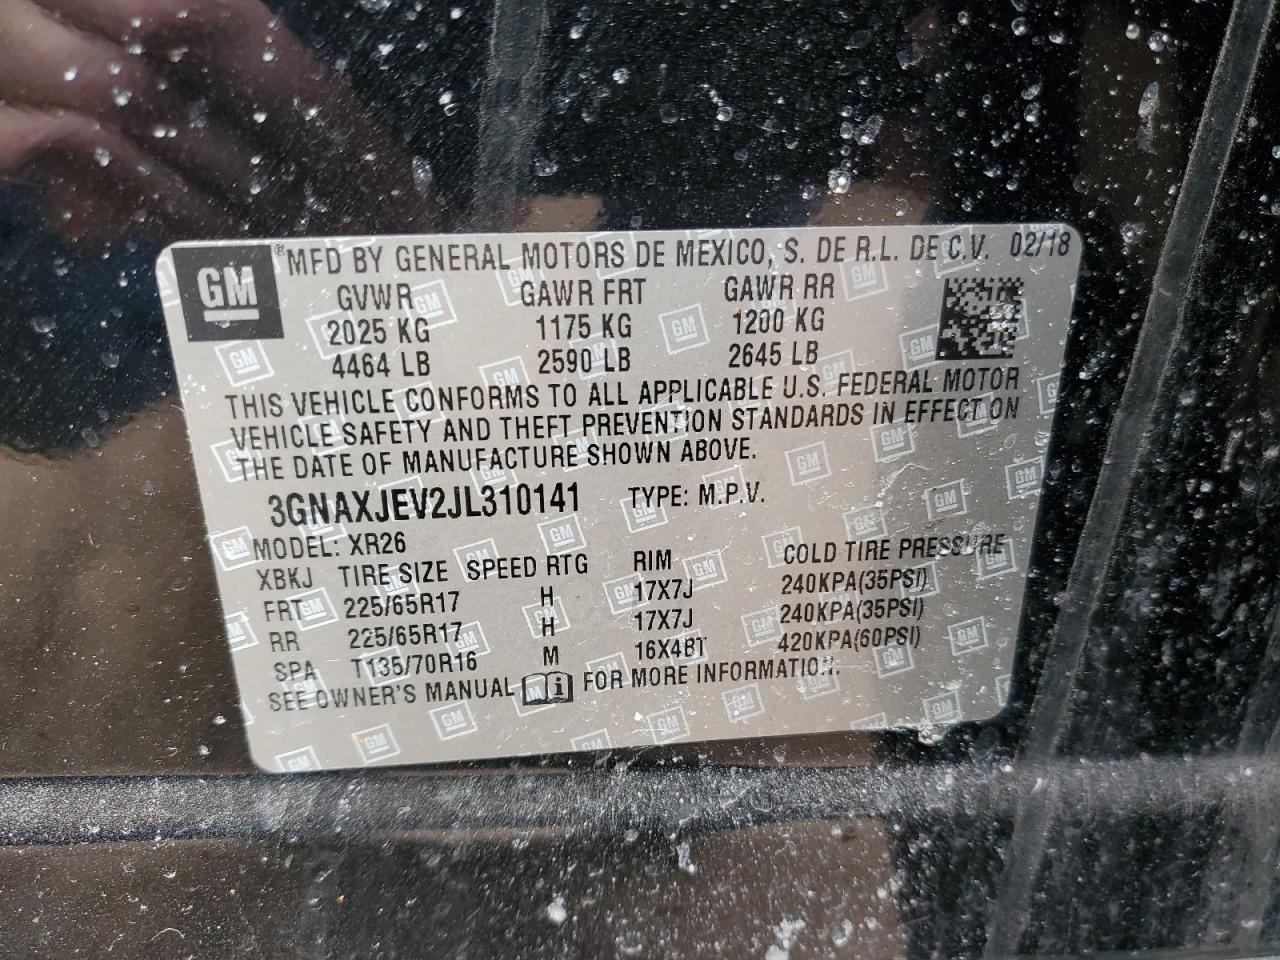 GM ® MFD BY GENERAL MOTORS DE MEXICO, S. DE R.L. DE C.V. 02/18
GVWR GAWR FRT GAWR RR
2025 KG 1175 KG 1200 KG
4464 LB 2590 LB 2645 LB
THIS VEHICLE CONFORMS TO ALL APPLICABLE U.S. FEDERAL MOTOR
VEHICLE SAFETY AND THEFT PREVENTION STANDARDS IN EFFECT ON
THE DATE OF MANUFACTURE SHOWN ABOVE.
3GNAXJEV2JL310141 TYPE: M.P.V.
MODEL: XR26
XBKJ TIRE SIZE SPEED RTG RIM COLD TIRE PRESSURE
FRT 225/65R17 H 17X7J 240KPA(35PSI)
RR 225/65R17 H 17X7J 240KPA(35PSI)
SPA T135/70R16 M 16X4BT 420KPA(60PSI)
SEE OWNER'S MANUAL FOR MORE INFORMATION.